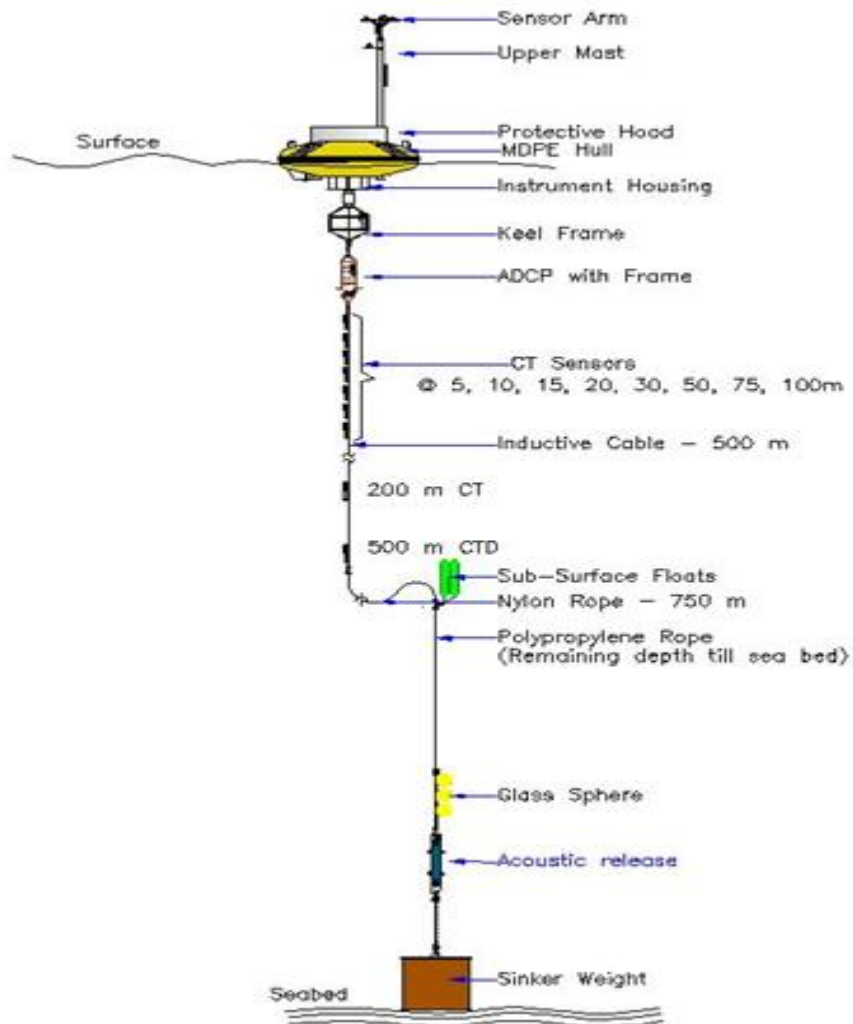 Sensor Arm
Upper Mast
Surface
Protective Hood
MDPE Hull
Instrument Housing
Keel Frame
ADCP with Frame
CT Sensors
@ 5, 10, 15, 20, 30, 50, 75, 100m
Inductive Cable - 500 m
200 m CT
500 m CTD
Sub-Surface Floats
Nylon Rope - 750 m
Polypropylene Rope
(Remaining depth till sea bed)
Glass Sphere
Acoustic release
Sinker Weight
Seabed